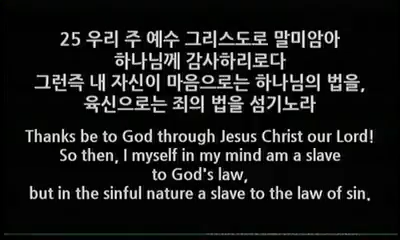 25 우리 주 예수 그리스도로 말미암아
하나님께 감사하리로다
그런즉 내 자신이 마음으로는 하나님의 법을,
육신으로는 죄의 법을 섬기노라
Thanks be to God through Jesus Christ our Lord!
So then, I myself in my mind am a slave
to God's law,
but in the sinful nature a slave to the law of sin.